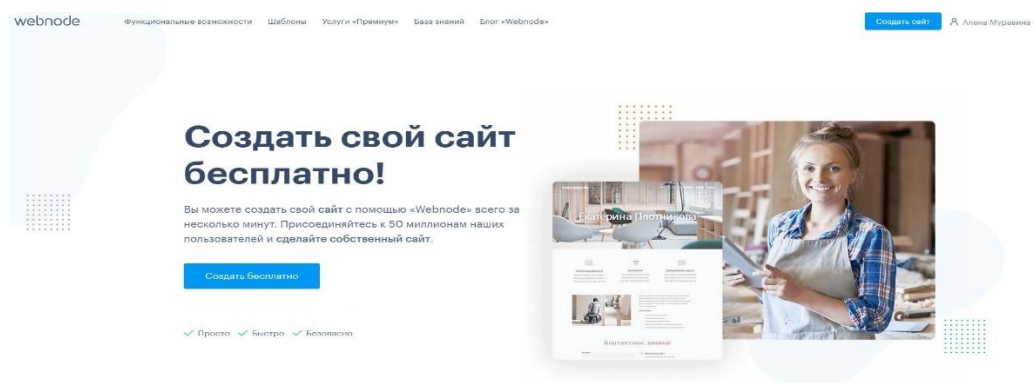 webnode
Функциональные возможности Шаблоны Услуги «Премиум» База знаний Блог «Webnode»
Создать сайт
Алена Муравина
Создать свой сайт
бесплатно!
Вы можете создать свой сайт с помощью «Webnode» всего за
несколько минут. Присоединяйтесь к 50 миллионам наших
пользователей и сделайте собственный сайт.
Создать бесплатно
Просто Быстро Безопасно
Екатерина Плотникова
Контактные данные